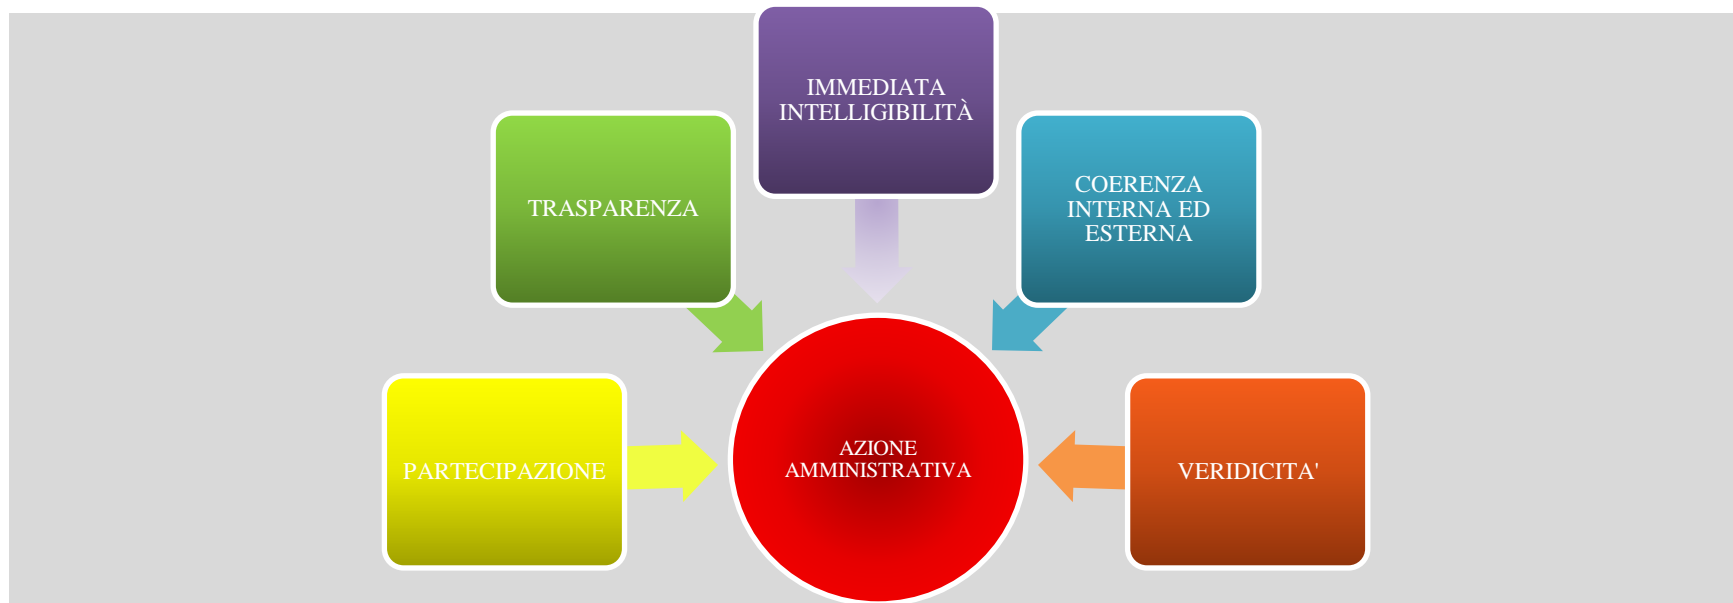 IMMEDIATA
INTELLIGIBILITÀ
TRASPARENZA
COERENZA
INTERNA ED
ESTERNA
PARTECIPAZIONE
AZIONE
AMMINISTRATIVA
VERIDICITA'